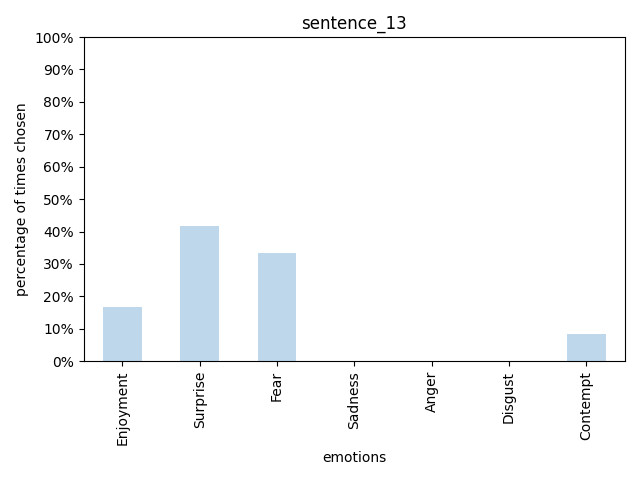 sentence_13
100%
90%
80%
70%
60%
50%
40%
30%
20%
10%
0%
percentage of times chosen
Enjoyment
Surprise
Fear
Sadness
Anger
Disgust
Contempt
emotions